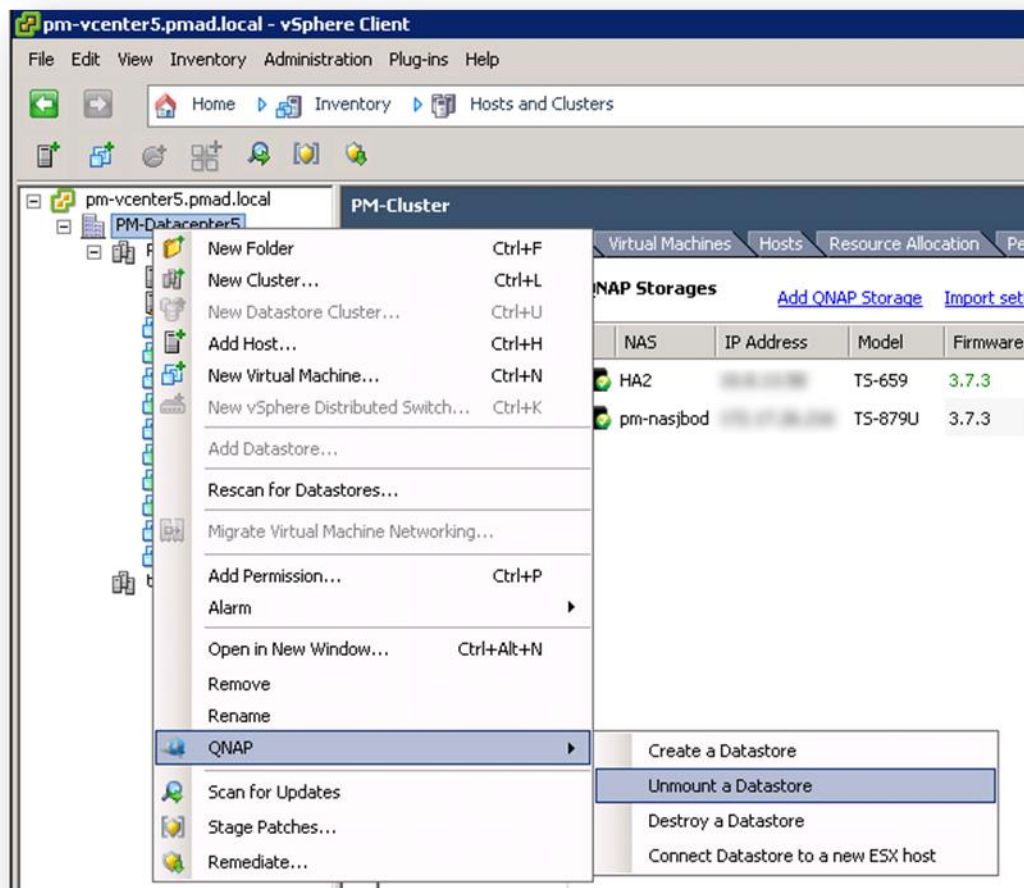 pm-vcenter5.pmad.local - vSphere Client
File Edit View Inventory Administration Plug-ins Help
Home Inventory Hosts and Clusters
pm-vcenter5.pmad.local
PM-Datacenter5
PM-Cluster
Virtual Machines Hosts Resource Allocation
QNAP Storages Add QNAP Storage Import
NAS IP Address Model Firmware
HA2 TS-659 3.7.3
pm-nasjbod TS-879U 3.7.3
New Folder Ctrl+F
New Cluster... Ctrl+L
New Datastore Cluster... Ctrl+U
Add Host... Ctrl+H
New Virtual Machine... Ctrl+N
New vSphere Distributed Switch... Ctrl+K
Add Datastore...
Rescan for Datastores...
Migrate Virtual Machine Networking...
Add Permission... Ctrl+P
Alarm
Open in New Window... Ctrl+Alt+N
Remove
Rename
QNAP
Scan for Updates
Stage Patches...
Remediate...
Create a Datastore
Unmount a Datastore
Destroy a Datastore
Connect Datastore to a new ESX host